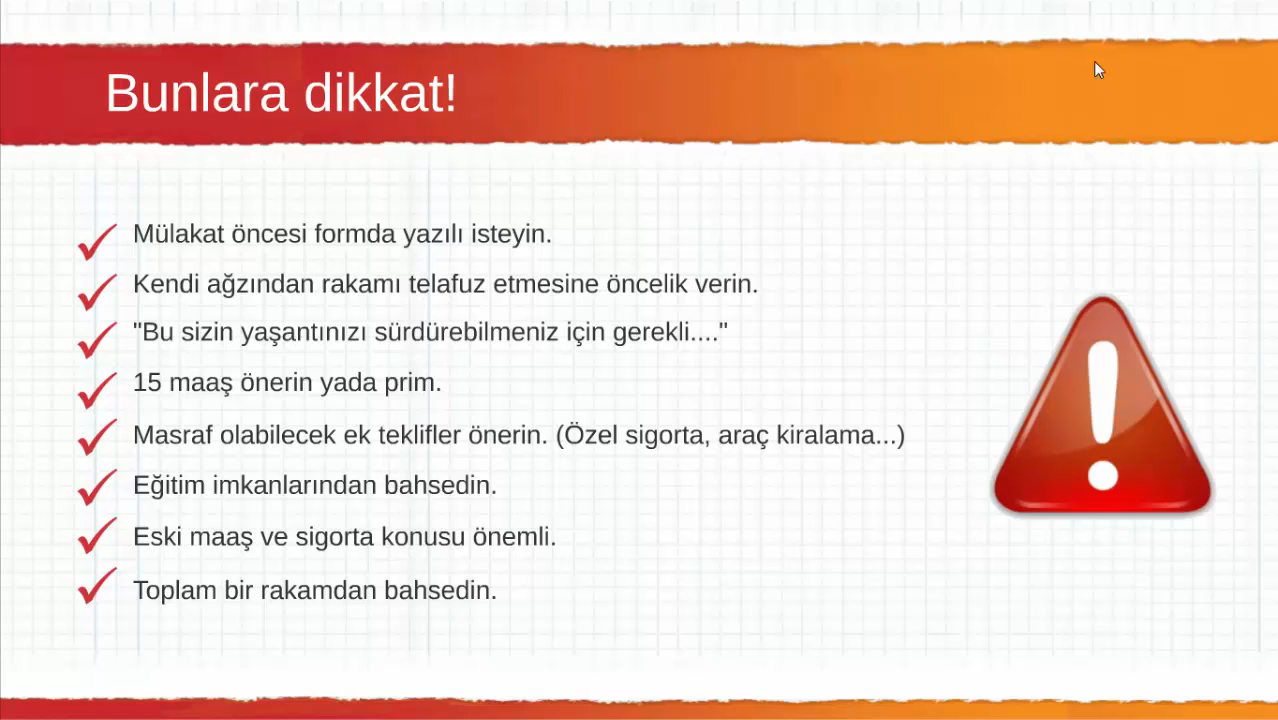 Bunlara dikkat!
Mülakat öncesi formda yazılı isteyin.
Kendi ağzından rakamı telafuz etmesine öncelik verin.
"Bu sizin yaşantınızı sürdürebilmeniz için gerekli...."
15 maaş önerin yada prim.
Masraf olabilecek ek teklifler önerin. (Özel sigorta, araç kiralama...)
Eğitim imkanlarından bahsedin.
Eski maaş ve sigorta konusu önemli.
Toplam bir rakamdan bahsedin.